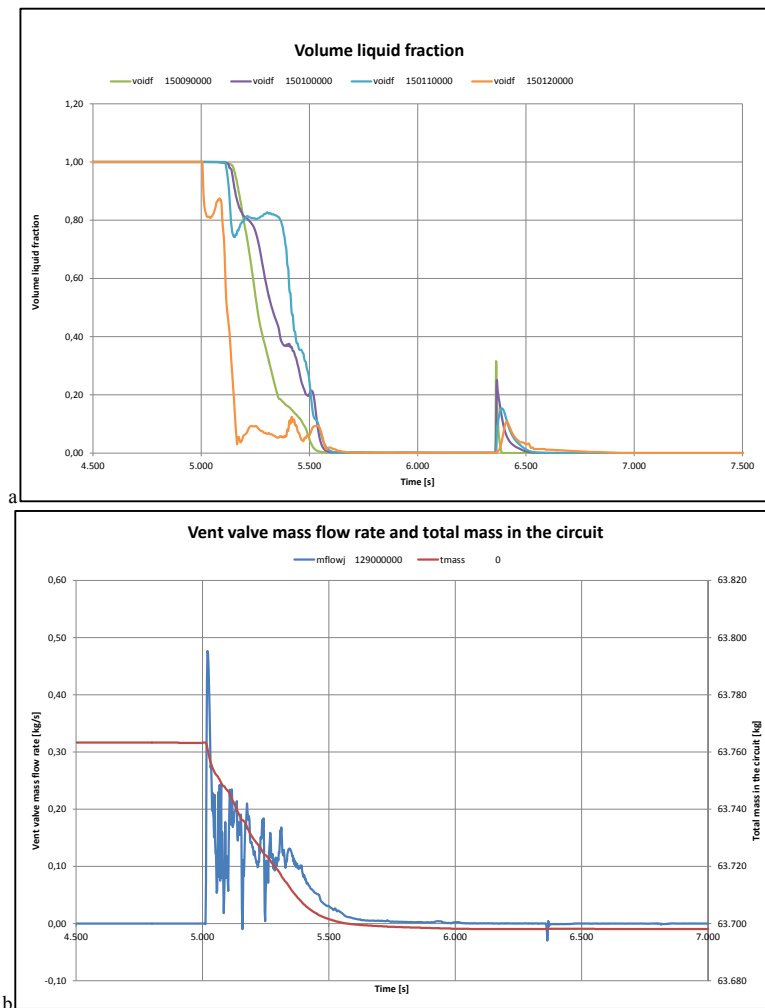 Volume liquid fraction
voidf 150090000 voidf 150100000 voidf 150110000 voidf 150120000
1,20
1,00
0,80
0,60
0,40
0,20
0,00
Volume liquid fraction
4.500 5.000 5.500 6.000 6.500 7.000 7.500
Time [s]
a
Vent valve mass flow rate and total mass in the circuit
mflowj 129000000 tmass 0
0,60 63.820
0,50 63.800
0,40 63.780
0,30 63.760
0,20 63.740
0,10 63.720
0,00 63.700
-0,10 63.680
Vent valve mass flow rate [kg/s]
Total mass in the circuit [kg]
4.500 5.000 5.500 6.000 6.500 7.000
Time [s]
b